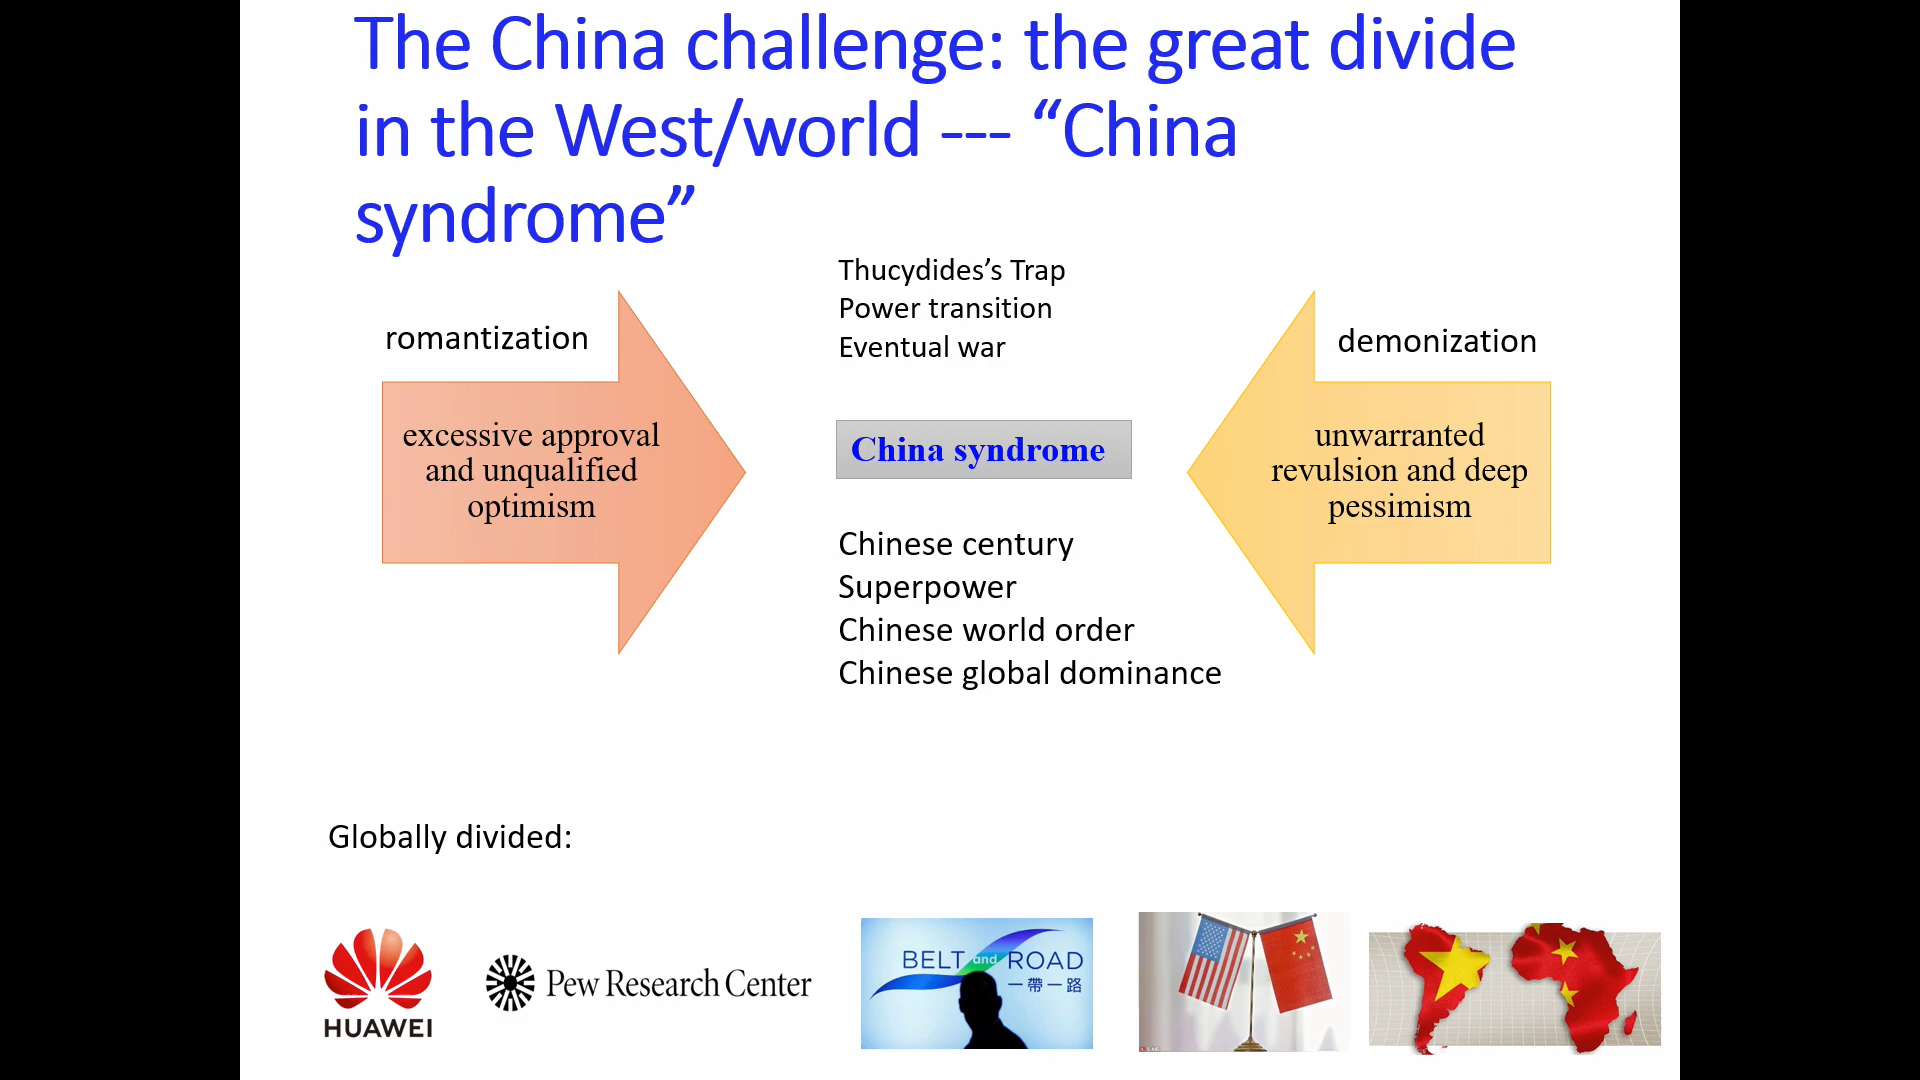 The China challenge: the great divide
in the West/world --- “China
syndrome”
Thucydides’s Trap
Power transition
Eventual war
romantization
demonization
excessive approval
and unqualified
optimism
China syndrome
unwarranted
revulsion and deep
pessimism
Chinese century
Superpower
Chinese world order
Chinese global dominance
Globally divided:
HUAWEI
Pew Research Center
BELT and ROAD
一帶一路